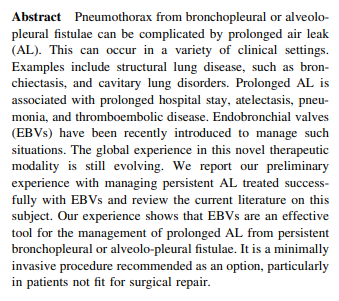 Abstract Pneumothorax from bronchopleural or alveolo-
pleural fistulae can be complicated by prolonged air leak
(AL). This can occur in a variety of clinical settings.
Examples include structural lung disease, such as bron-
chiectasis, and cavitary lung disorders. Prolonged AL is
associated with prolonged hospital stay, atelectasis, pneu-
monia, and thromboembolic disease. Endobronchial valves
(EBVs) have been recently introduced to manage such
situations. The global experience in this novel therapeutic
modality is still evolving. We report our preliminary
experience with managing persistent AL treated success-
fully with EBVs and review the current literature on this
subject. Our experience shows that EBVs are an effective
tool for the management of prolonged AL from persistent
bronchopleural or alveolo-pleural fistulae. It is a minimally
invasive procedure recommended as an option, particularly
in patients not fit for surgical repair.